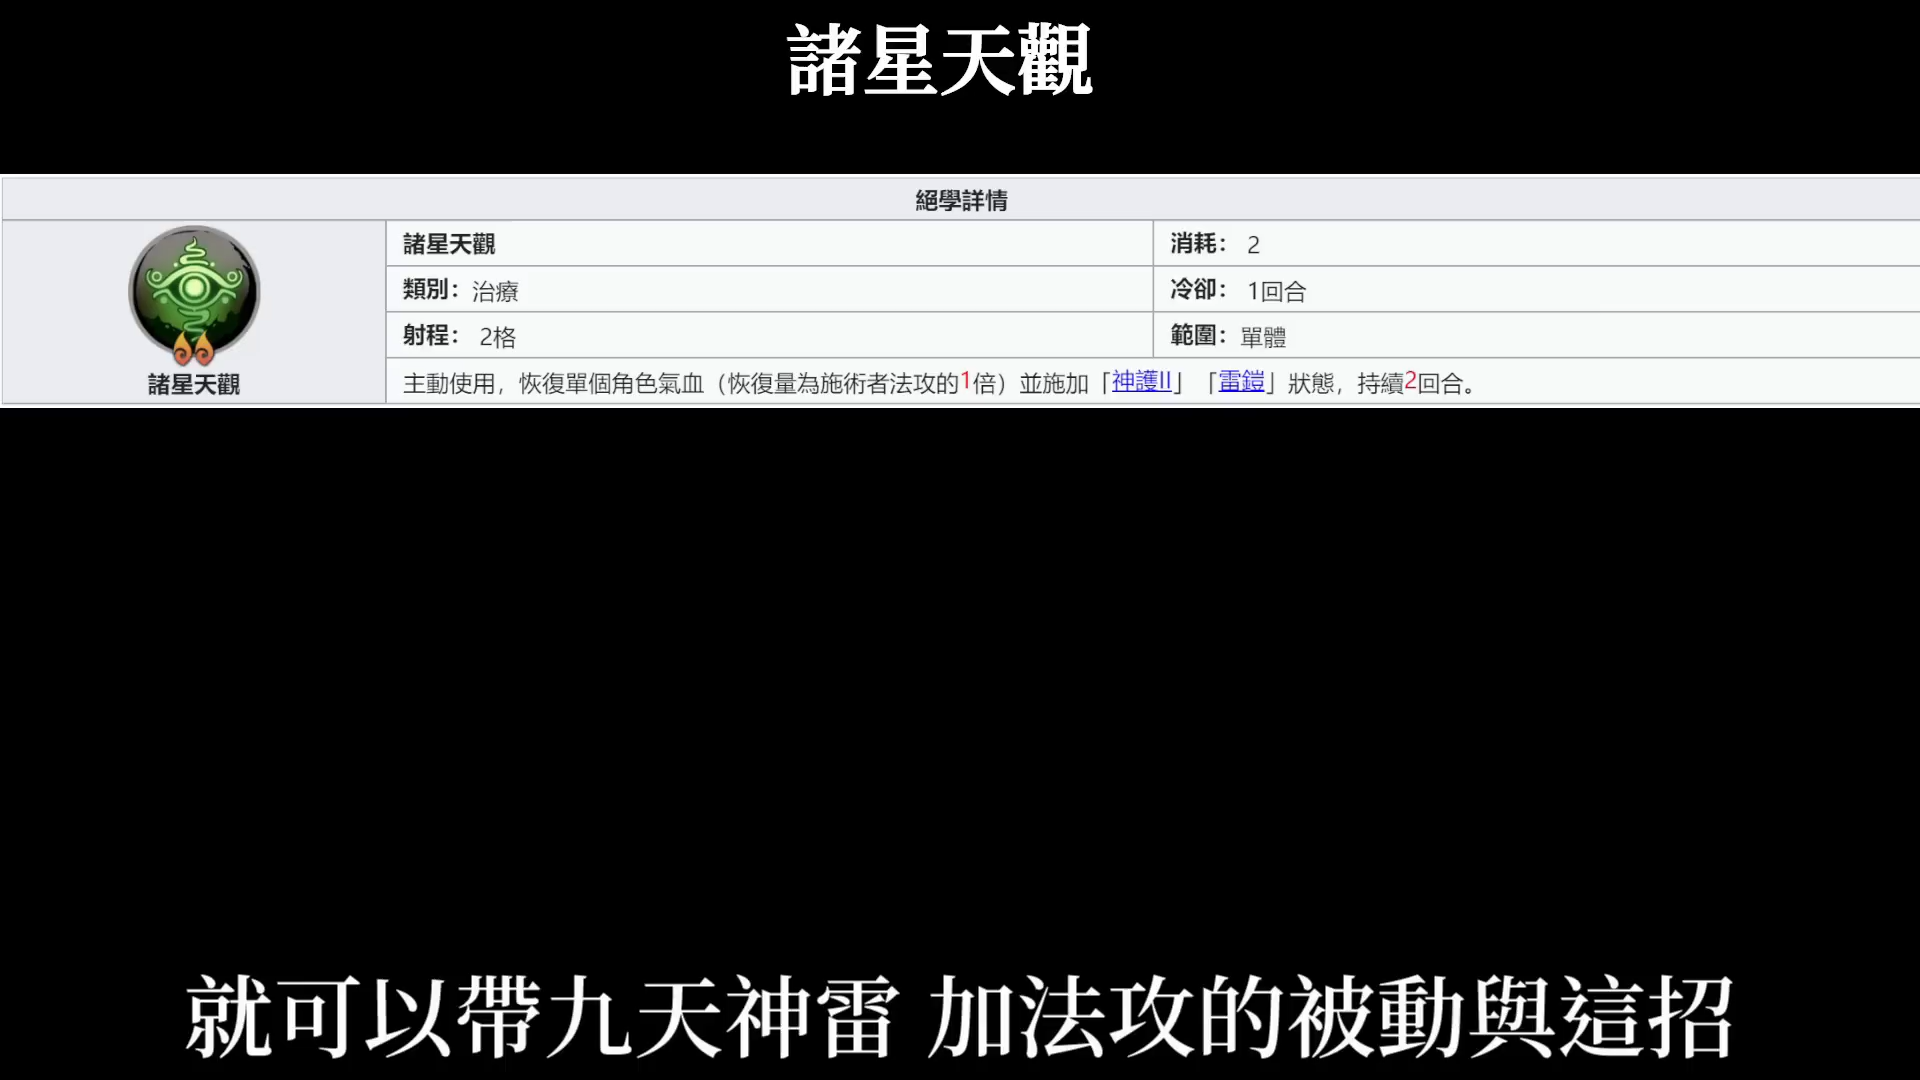 諸星天觀
絕學詳情
諸星天觀
消耗： 2
類別：治療
冷卻： 1回合
射程： 2格
範圍：單體
諸星天觀
主動使用，恢復單個角色氣血（恢復量為施術者法攻的1倍）並施加「神護II」「雷鎧」狀態，持續2回合。
就可以帶九天神雷 加法攻的被動與這招